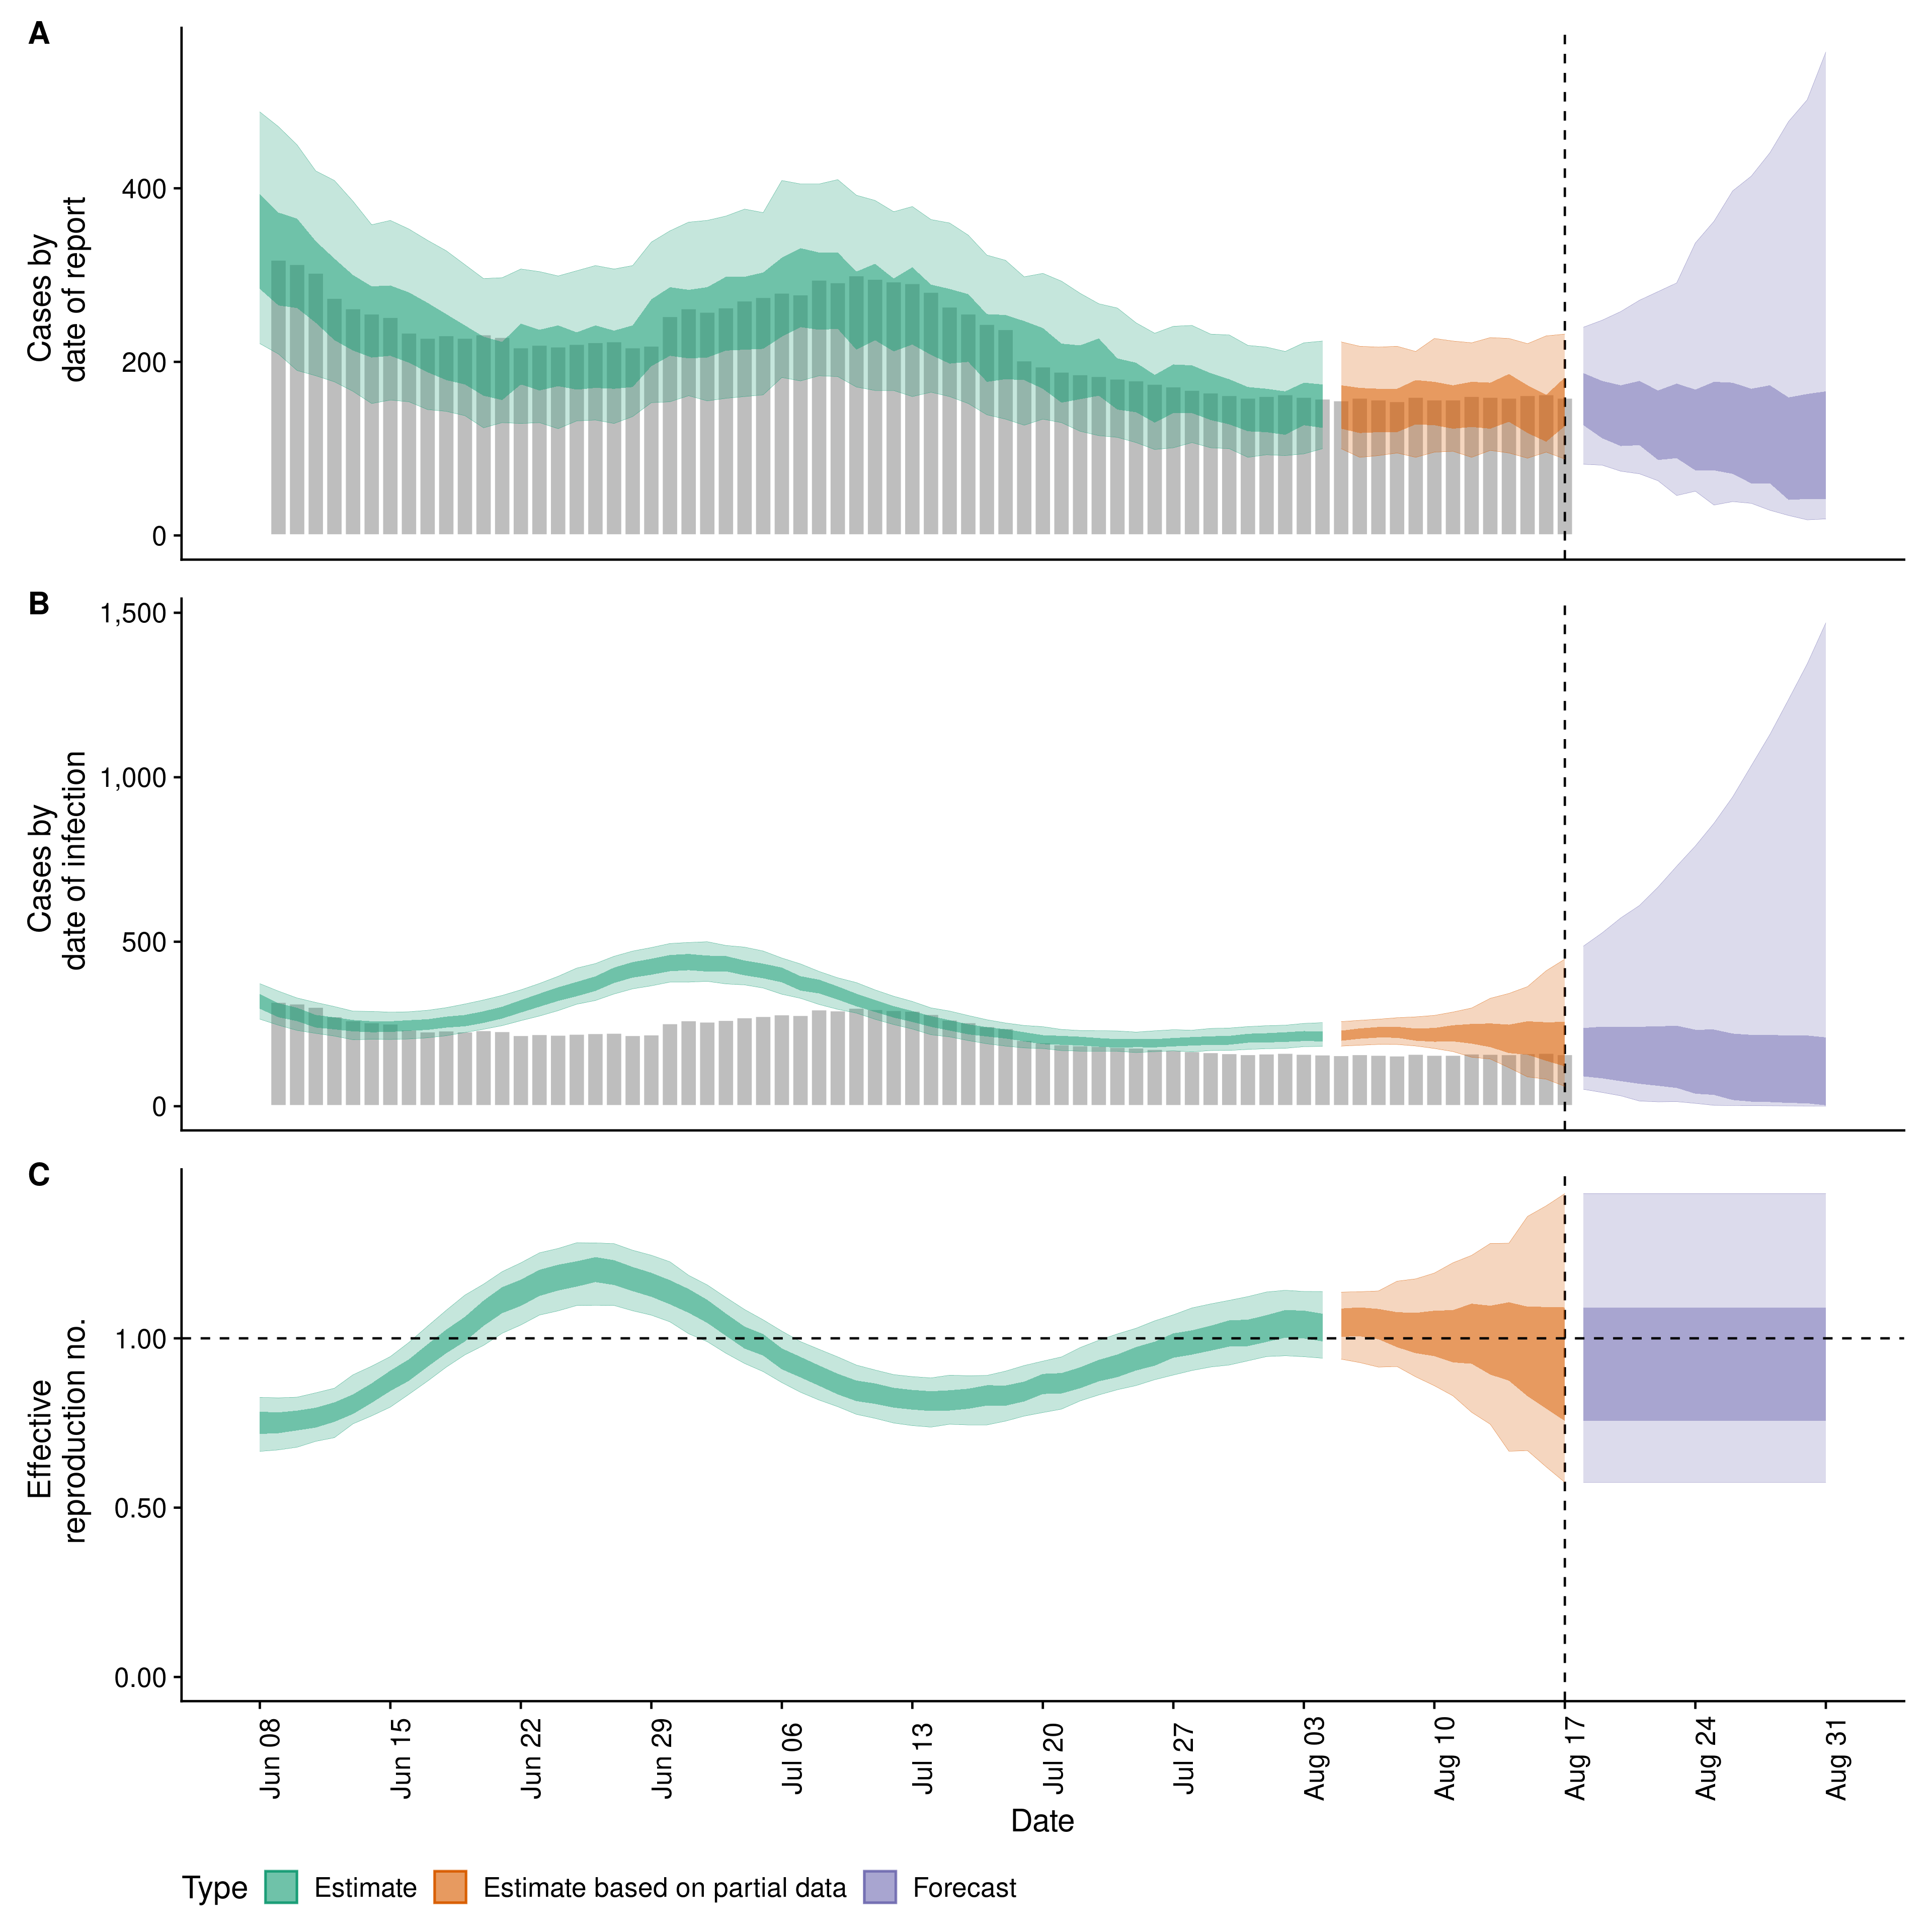 A
Cases by
date of report
400
200
0
B
Cases by
date of infection
1,500
1,000
500
0
C
Effective
reproduction no.
1.00
0.50
0.00
Jun 08
Jun 15
Jun 22
Jun 29
Jul 06
Jul 13
Jul 20
Jul 27
Aug 03
Aug 10
Aug 17
Aug 24
Aug 31
Date
Type Estimate Estimate based on partial data Forecast